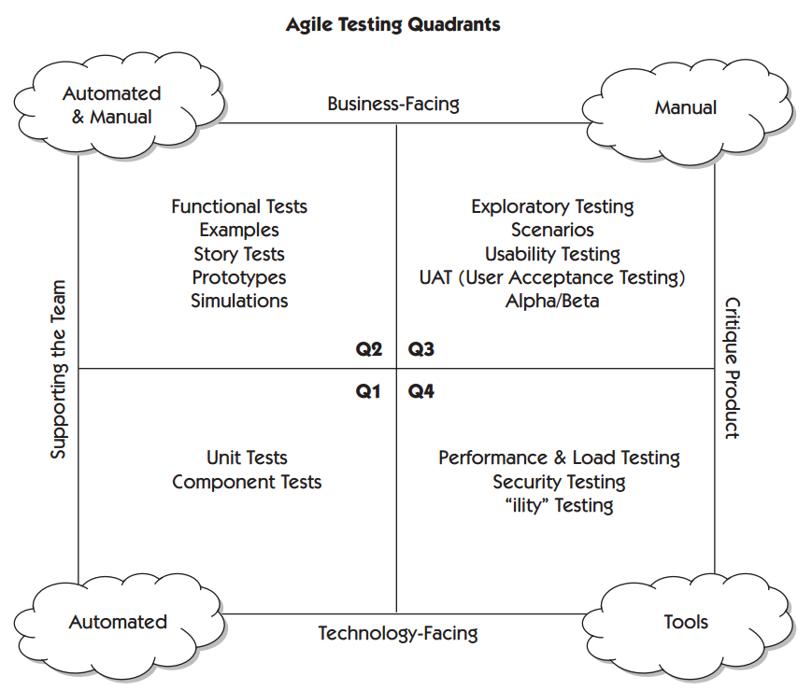 Agile Testing Quadrants
Automated
& Manual
Business-Facing
Manual
Functional Tests
Examples
Story Tests
Prototypes
Simulations
Exploratory Testing
Scenarios
Usability Testing
UAT (User Acceptance Testing)
Alpha/Beta
Supporting the Team
Critique Product
Q2
Q3
Q1
Q4
Unit Tests
Component Tests
Performance & Load Testing
Security Testing
“ility” Testing
Automated
Technology-Facing
Tools